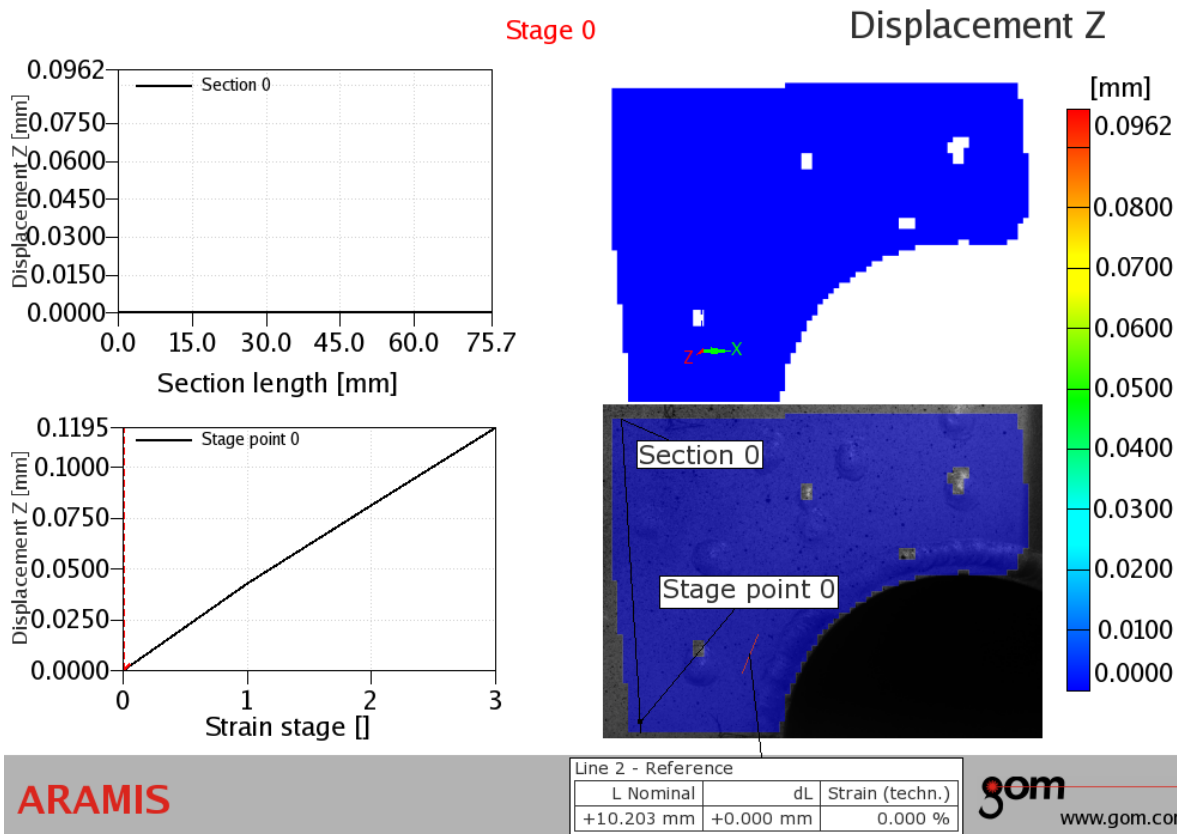 Stage 0
Displacement Z
0.0962
0.0750
0.0600
0.0450
0.0300
0.0150
0.0000
Displacement Z [mm]
Section 0
0.0 15.0 30.0 45.0 60.0 75.7
Section length [mm]
Z X
[mm]
0.0962
0.0800
0.0700
0.0600
0.0500
0.0400
0.0300
0.0200
0.0100
0.0000
0.1195
0.1000
0.0750
0.0500
0.0250
0.0000
Displacement Z [mm]
Stage point 0
0 1 2 3
Strain stage []
Section 0
Stage point 0
ARAMIS
Line 2 - Reference
L Nominal dL Strain (techn.)
+10.203 mm +0.000 mm 0.000 %
gom